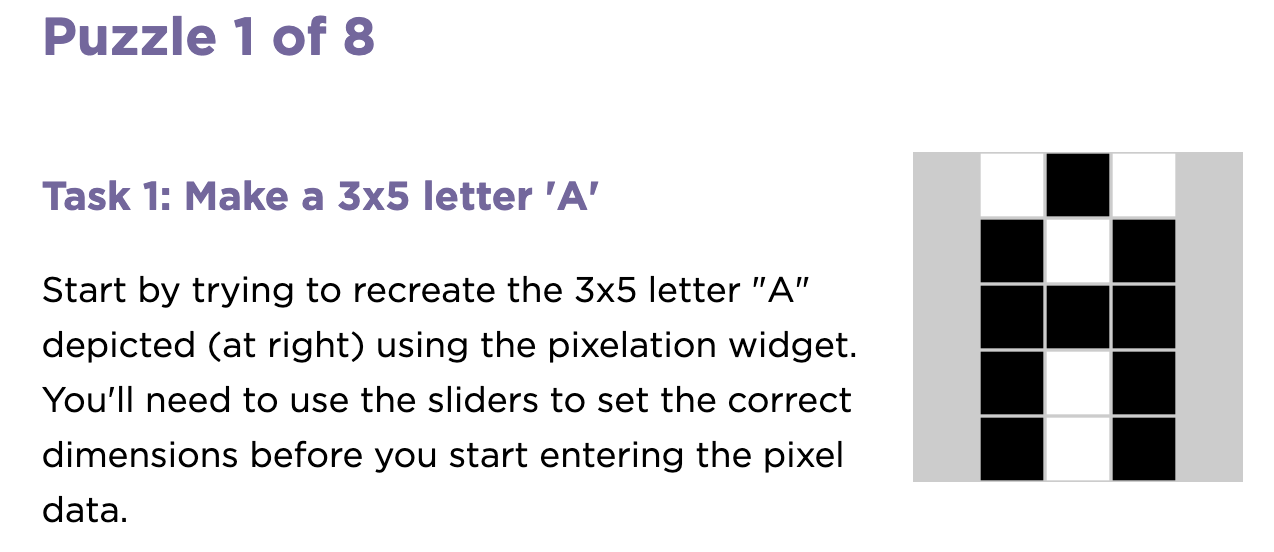 Puzzle 1 of 8
Task 1: Make a 3x5 letter 'A'
Start by trying to recreate the 3x5 letter "A"
depicted (at right) using the pixelation widget.
You'll need to use the sliders to set the correct
dimensions before you start entering the pixel
data.